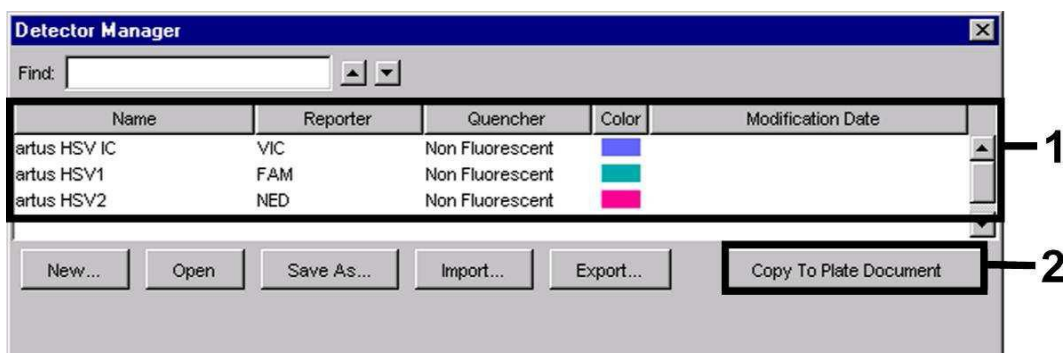 Detector Manager
Find:
Name Reporter Quencher Color Modification Date
artus HSV IC VIC Non Fluorescent
artus HSV1 FAM Non Fluorescent
artus HSV2 NED Non Fluorescent
1
New... Open Save As... Import... Export... Copy To Plate Document
2